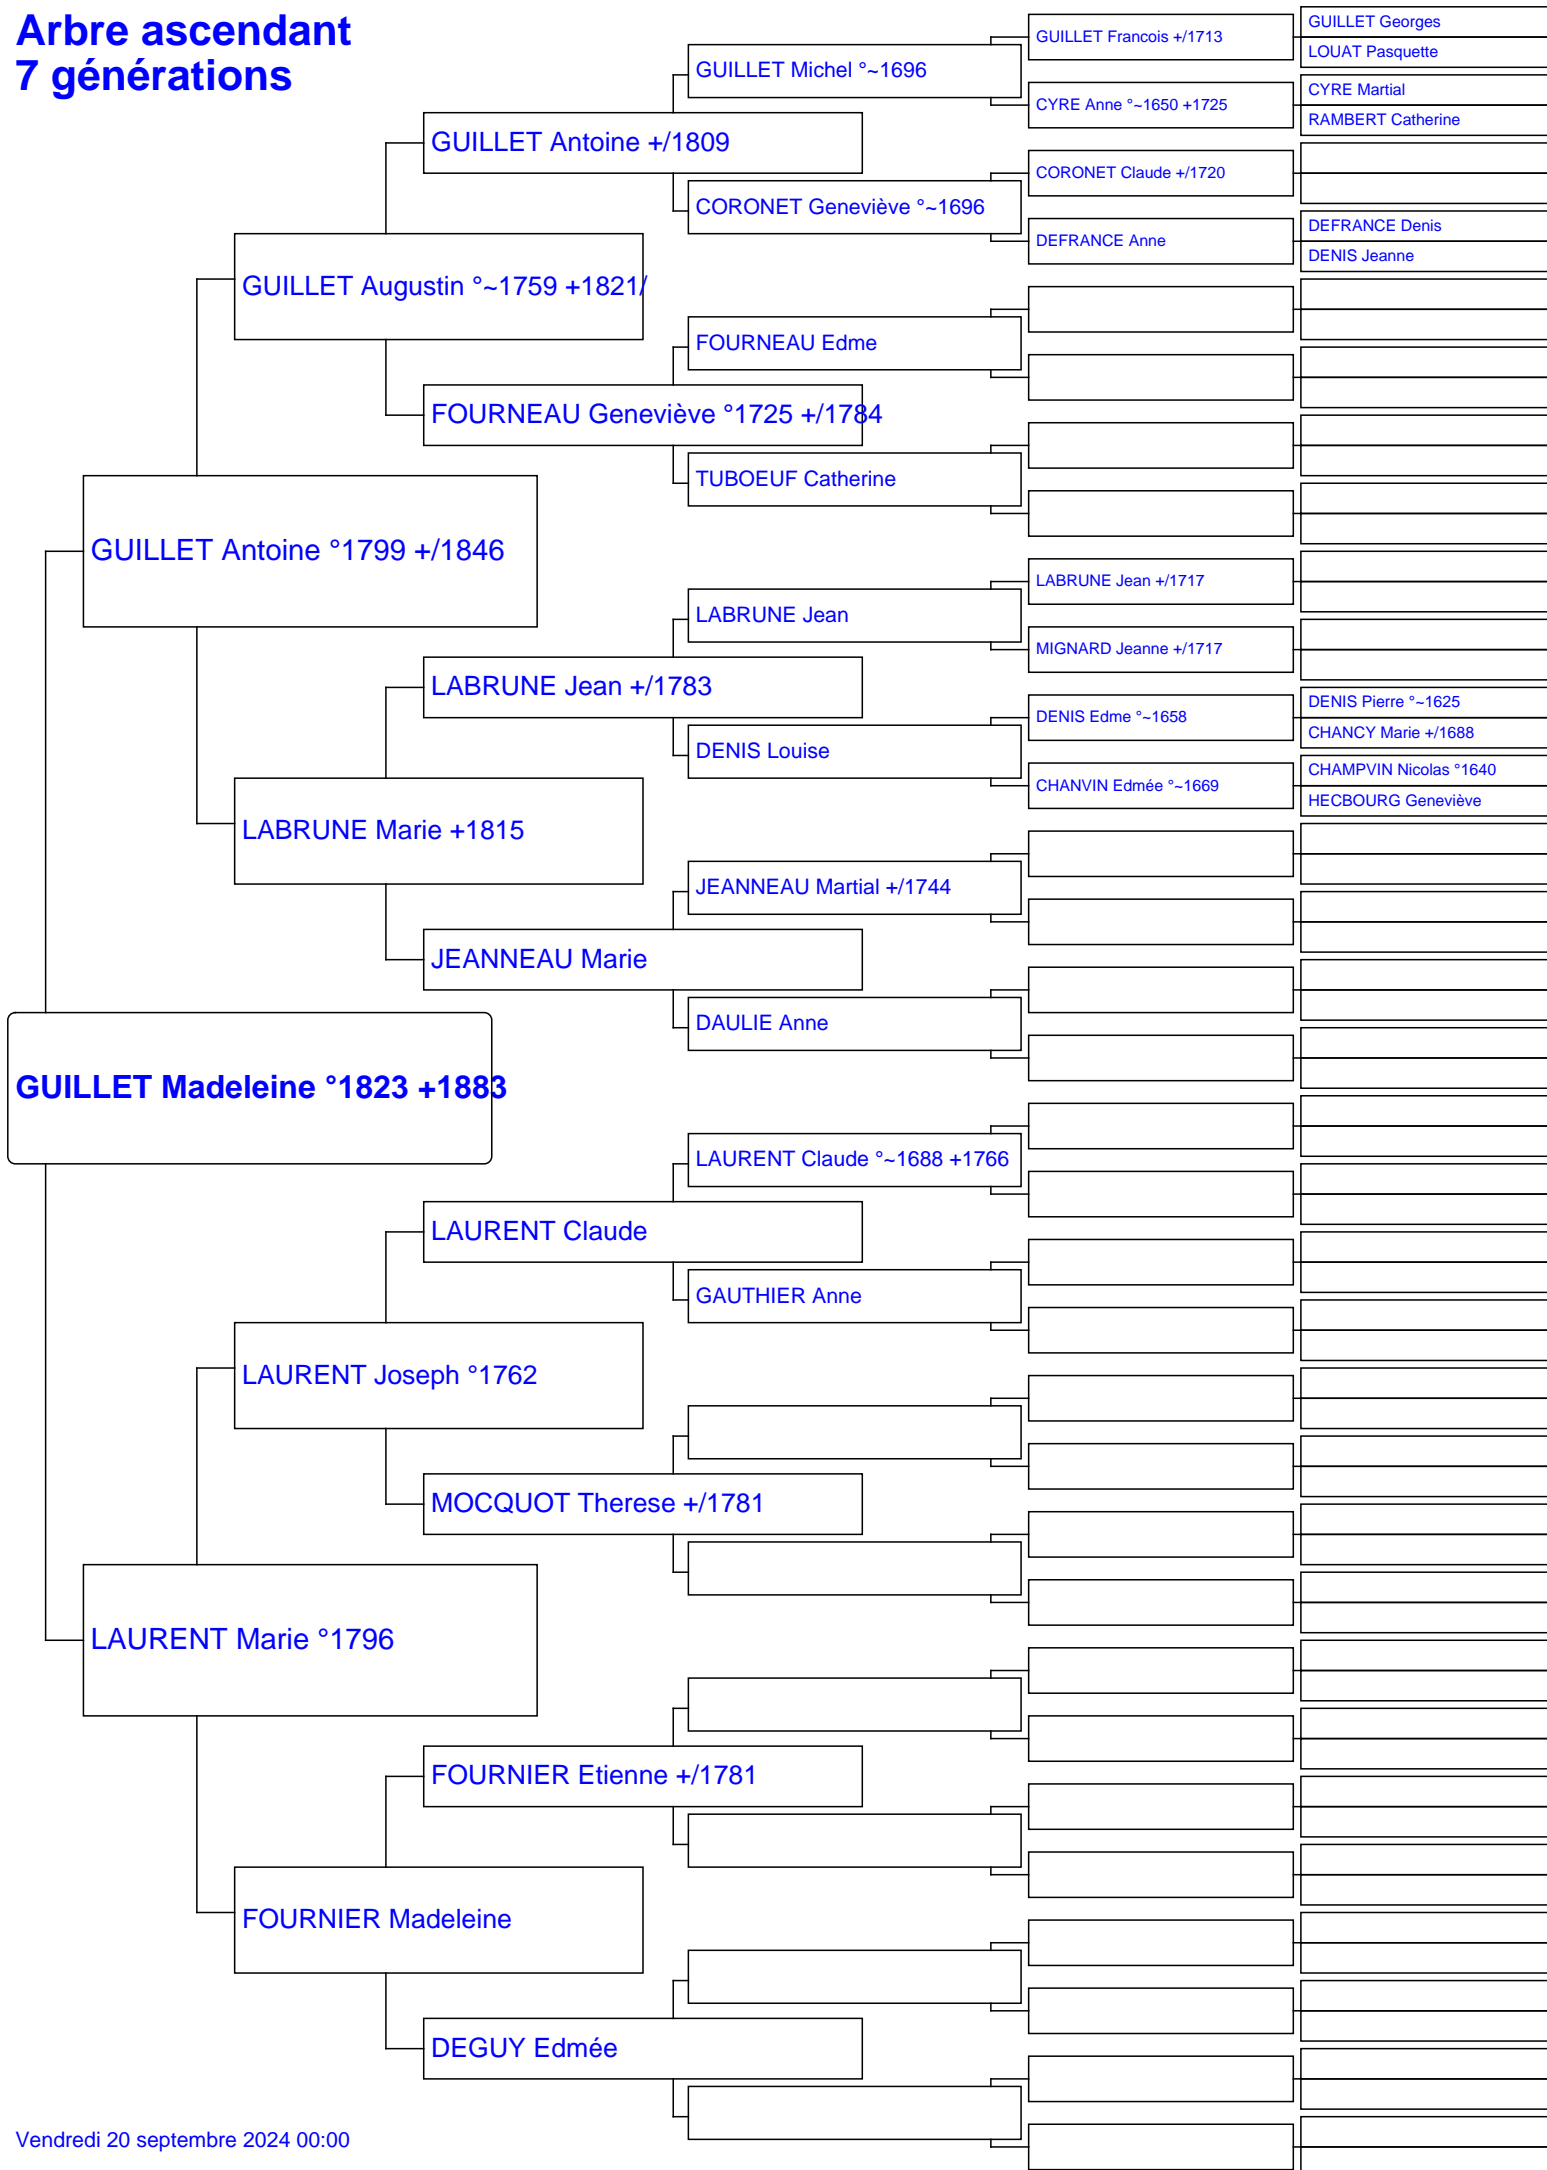 Arbre ascendant
7 générations
GUILLET Madeleine °1823 +1883
GUILLET Antoine °1799 +/1846
LAURENT Marie °1796
GUILLET Augustin °~1759 +1821/
LABRUNE Marie +1815
LAURENT Joseph °1762
FOURNIER Madeleine
GUILLET Antoine +/1809
FOURNEAU Geneviève °1725 +/1784
LABRUNE Jean +/1783
JEANNEAU Marie
LAURENT Claude
MOCQUOT Therese +/1781
FOURNIER Etienne +/1781
DEGUY Edmée
GUILLET Michel °~1696
CORONET Geneviève °~1696
FOURNEAU Edme
TUBOEUF Catherine
LABRUNE Jean
DENIS Louise
JEANNEAU Martial +/1744
DAULIE Anne
LAURENT Claude °~1688 +1766
GAUTHIER Anne
GUILLET Francois +/1713
CYRE Anne °~1650 +1725
CORONET Claude +/1720
DEFRANCE Anne
LABRUNE Jean +/1717
MIGNARD Jeanne +/1717
DENIS Edme °~1658
CHANVIN Edmée °~1669
GUILLET Georges
LOUAT Pasquette
CYRE Martial
RAMBERT Catherine
DEFRANCE Denis
DENIS Jeanne
DENIS Pierre °~1625
CHANCY Marie +/1688
CHAMPVIN Nicolas °1640
HECBOURG Geneviève
Vendredi 20 septembre 2024 00:00